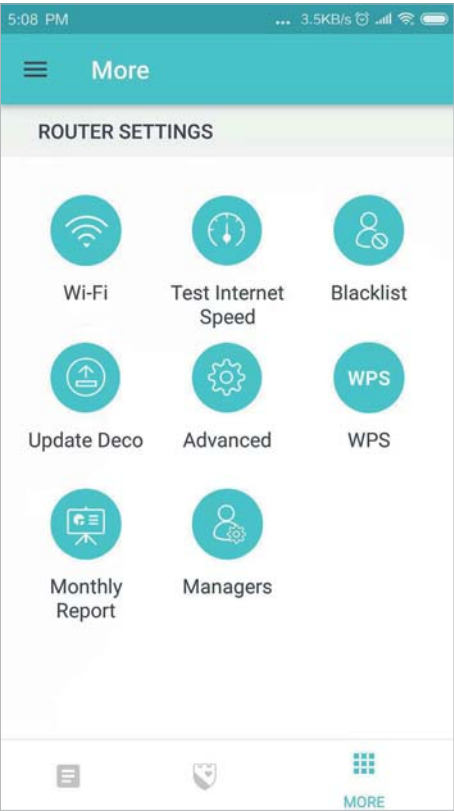 5:08 PM ... 3.5KB/s
More
ROUTER SETTINGS
Wi-Fi
Test Internet
Speed
Blacklist
Update Deco
Advanced
WPS
WPS
Monthly
Report
Managers
MORE